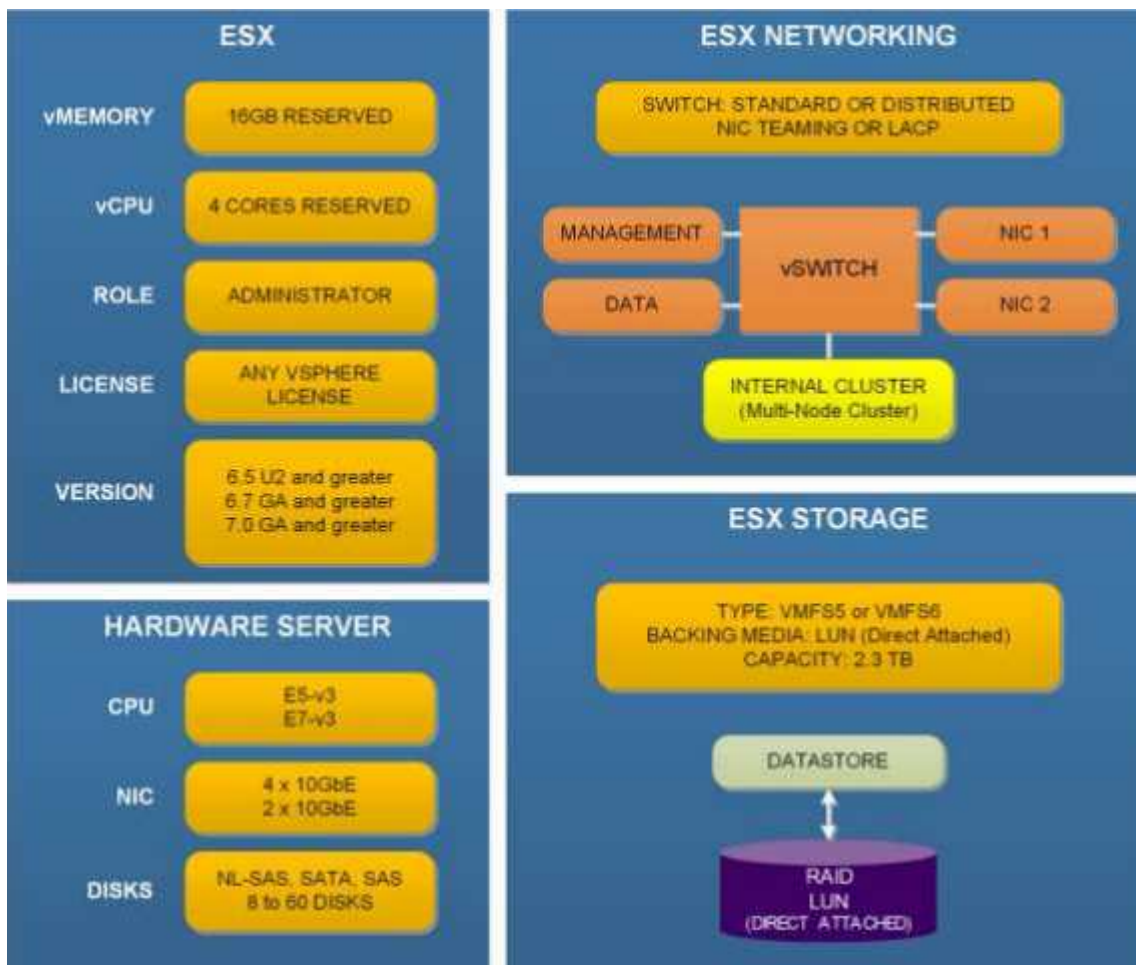 ESX
vMEMORY
16GB RESERVED
vCPU
4 CORES RESERVED
ROLE
ADMINISTRATOR
LICENSE
ANY VSPHERE
LICENSE
VERSION
6.5 U2 and greater
6.7 GA and greater
7.0 GA and greater
HARDWARE SERVER
CPU
E5-v3
E7-v3
NIC
4 x 10GbE
2 x 10GbE
DISKS
NL-SAS, SATA, SAS
8 to 60 DISKS
ESX NETWORKING
SWITCH: STANDARD OR DISTRIBUTED
NIC TEAMING OR LACP
MANAGEMENT
DATA
vSWITCH
NIC 1
NIC 2
INTERNAL CLUSTER
(Multi-Node Cluster)
ESX STORAGE
TYPE: VMFS5 or VMFS6
BACKING MEDIA: LUN (Direct Attached)
CAPACITY: 2.3 TB
DATASTORE
RAID
LUN
(DIRECT ATTACHED)